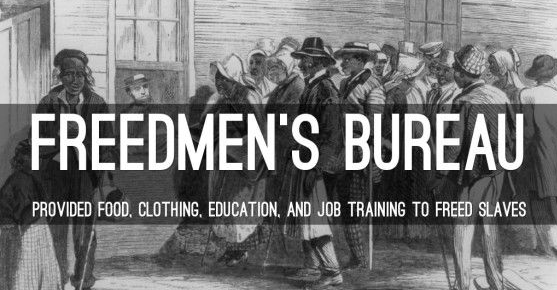 FREEDMEN'S BUREAU
PROVIDED FOOD, CLOTHING, EDUCATION, AND JOB TRAINING TO FREED SLAVES